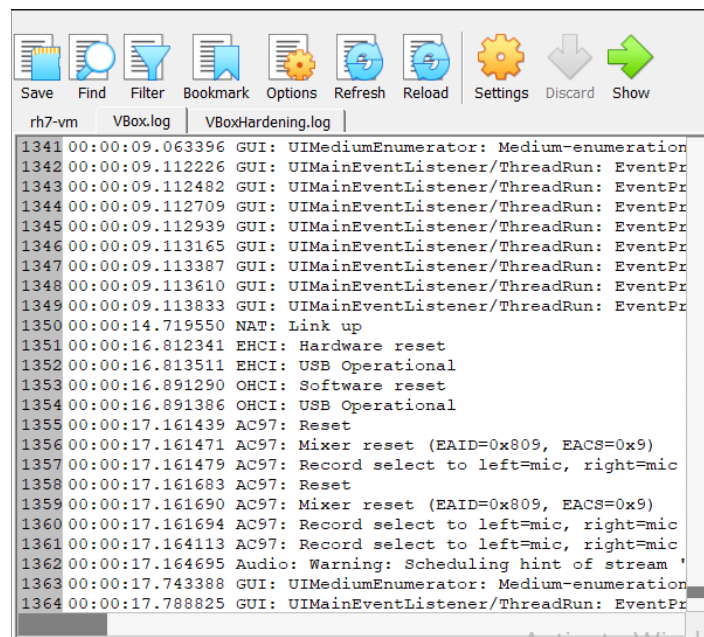 Save Find Filter Bookmark Options Refresh Reload Settings Discard Show
rh7-vm VBox.log VBoxHardening.log
1341 00:00:09.063396 GUI: UIMediumEnumerator: Medium-enumeration
1342 00:00:09.112226 GUI: UIMainEventListener/ThreadRun: EventPr
1343 00:00:09.112482 GUI: UIMainEventListener/ThreadRun: EventPr
1344 00:00:09.112709 GUI: UIMainEventListener/ThreadRun: EventPr
1345 00:00:09.112939 GUI: UIMainEventListener/ThreadRun: EventPr
1346 00:00:09.113165 GUI: UIMainEventListener/ThreadRun: EventPr
1347 00:00:09.113387 GUI: UIMainEventListener/ThreadRun: EventPr
1348 00:00:09.113610 GUI: UIMainEventListener/ThreadRun: EventPr
1349 00:00:09.113833 GUI: UIMainEventListener/ThreadRun: EventPr
1350 00:00:14.719550 NAT: Link up
1351 00:00:16.812341 EHCI: Hardware reset
1352 00:00:16.813511 EHCI: USB Operational
1353 00:00:16.891290 OHCI: Software reset
1354 00:00:16.891386 OHCI: USB Operational
1355 00:00:17.161439 AC97: Reset
1356 00:00:17.161471 AC97: Mixer reset (EAID=0x809, EACS=0x9)
1357 00:00:17.161479 AC97: Record select to left=mic, right=mic
1358 00:00:17.161683 AC97: Reset
1359 00:00:17.161690 AC97: Mixer reset (EAID=0x809, EACS=0x9)
1360 00:00:17.161694 AC97: Record select to left=mic, right=mic
1361 00:00:17.164113 AC97: Record select to left=mic, right=mic
1362 00:00:17.164695 Audio: Warning: Scheduling hint of stream '
1363 00:00:17.743388 GUI: UIMediumEnumerator: Medium-enumeration
1364 00:00:17.788825 GUI: UIMainEventListener/ThreadRun: EventPr